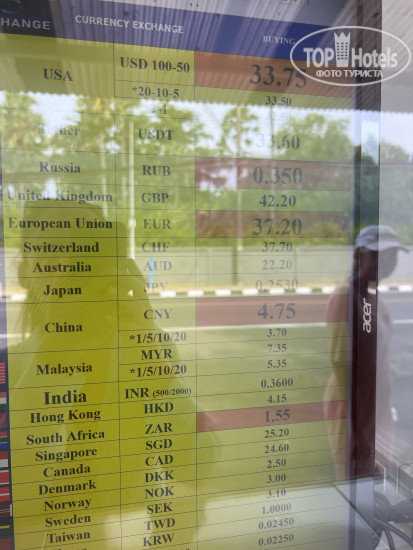 CHANGE CURRENCY EXCHANGE BUYING
TopHotels
ФОТО ТУРИСТА
USA USD 100-50 33.75
*20-10-5 33.50
USDT 33.60
Russia RUB 0.350
United Kingdom GBP 42.20
European Union EUR 37.20
Switzerland CHF 37.70
Australia AUD 22.20
Japan JPY 0.2530
China CNY 4.75
*1/5/10/20 3.70
Malaysia MYR 7.35
*1/5/10/20 5.35
India INR (500/2000) 0.3600
Hong Kong HKD 4.15
South Africa ZAR 1.55
Singapore SGD 25.20
Canada CAD 24.60
Denmark DKK 2.50
Norway NOK 3.00
Sweden SEK 3.10
Taiwan TWD 1.0000
KRW 0.02450
0.02250
acer